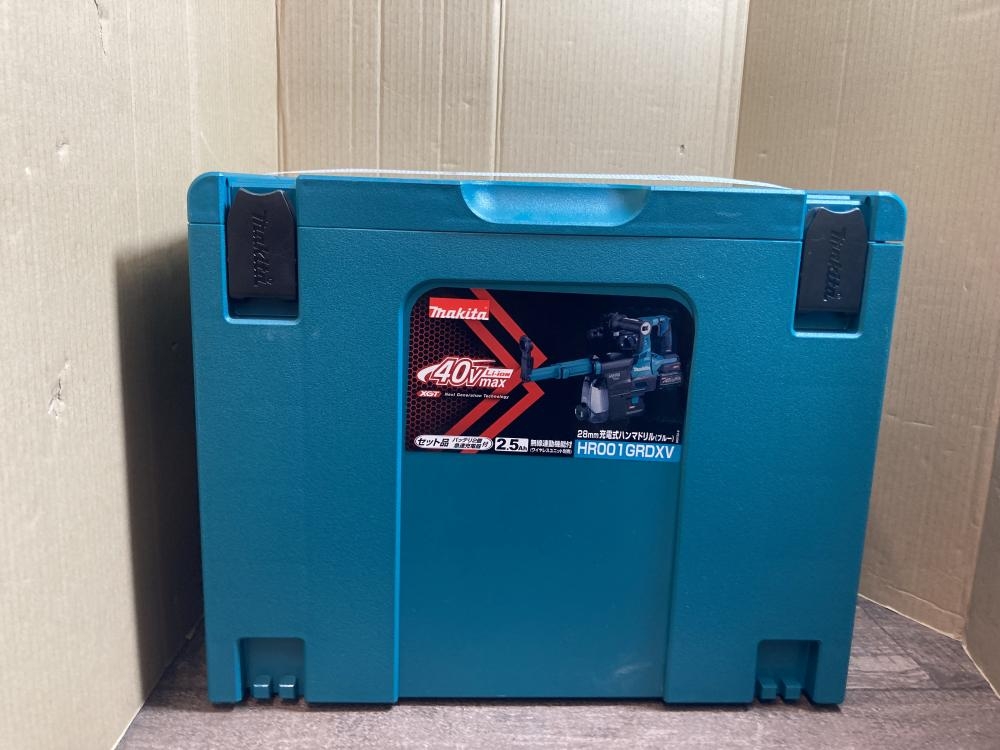 makita
makita
makita
40Vmax Li-ion
XGT Next Generation Technology
セット品 バッテリ2個 急速充電器 付
2.5Ah
無線連動機能付
(ワイヤレスユニット別売)
28mm充電式ハンマドリル(ブルー)
HR001GRDXV